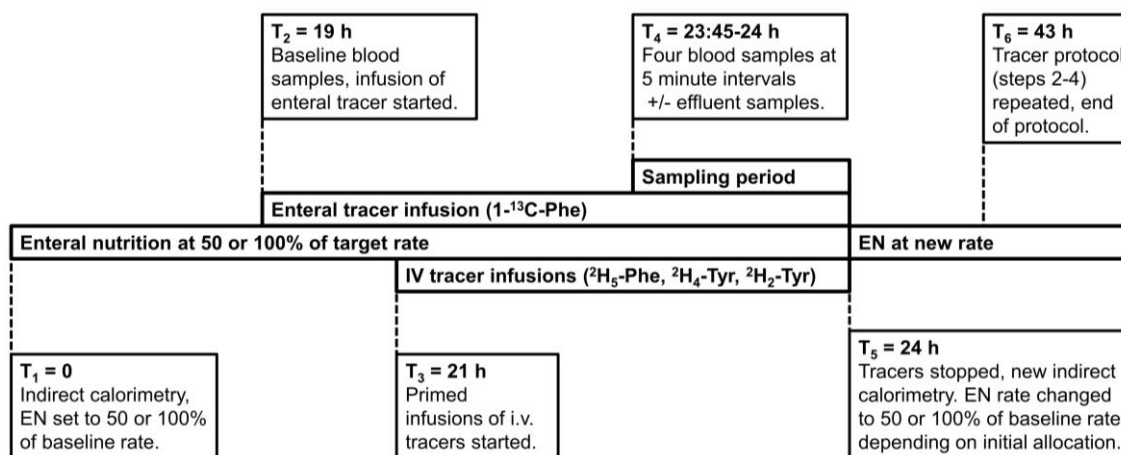 T₂ = 19 h
Baseline blood
samples, infusion of
enteral tracer started.
T₄ = 23:45-24 h
Four blood samples at
5 minute intervals
+/- effluent samples.
T₆ = 43 h
Tracer protocol
(steps 2-4)
repeated, end
of protocol.
Sampling period
Enteral tracer infusion (1-¹³C-Phe)
Enteral nutrition at 50 or 100% of target rate
EN at new rate
IV tracer infusions (²H₅-Phe, ²H₄-Tyr, ²H₂-Tyr)
T₁ = 0
Indirect calorimetry,
EN set to 50 or 100%
of baseline rate.
T₃ = 21 h
Primed
infusions of i.v.
tracers started.
T₅ = 24 h
Tracers stopped, new indirect
calorimetry. EN rate changed
to 50 or 100% of baseline rate
depending on initial allocation.